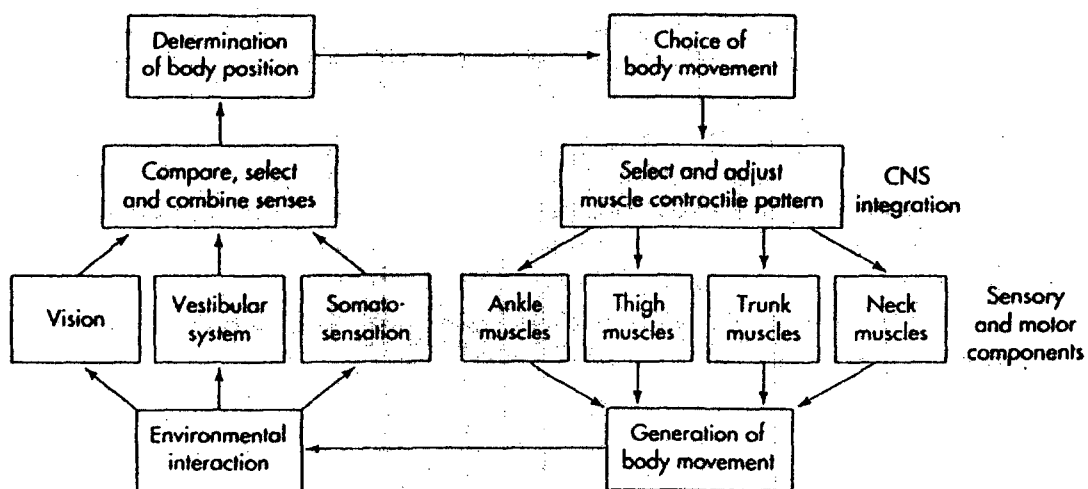 Determination
of body position
Choice of
body movement
Compare, select
and combine senses
Select and adjust
muscle contractile pattern
CNS
integration
Vision
Vestibular
system
Somato-
sensation
Ankle
muscles
Thigh
muscles
Trunk
muscles
Neck
muscles
Sensory
and motor
components
Environmental
interaction
Generation of
body movement